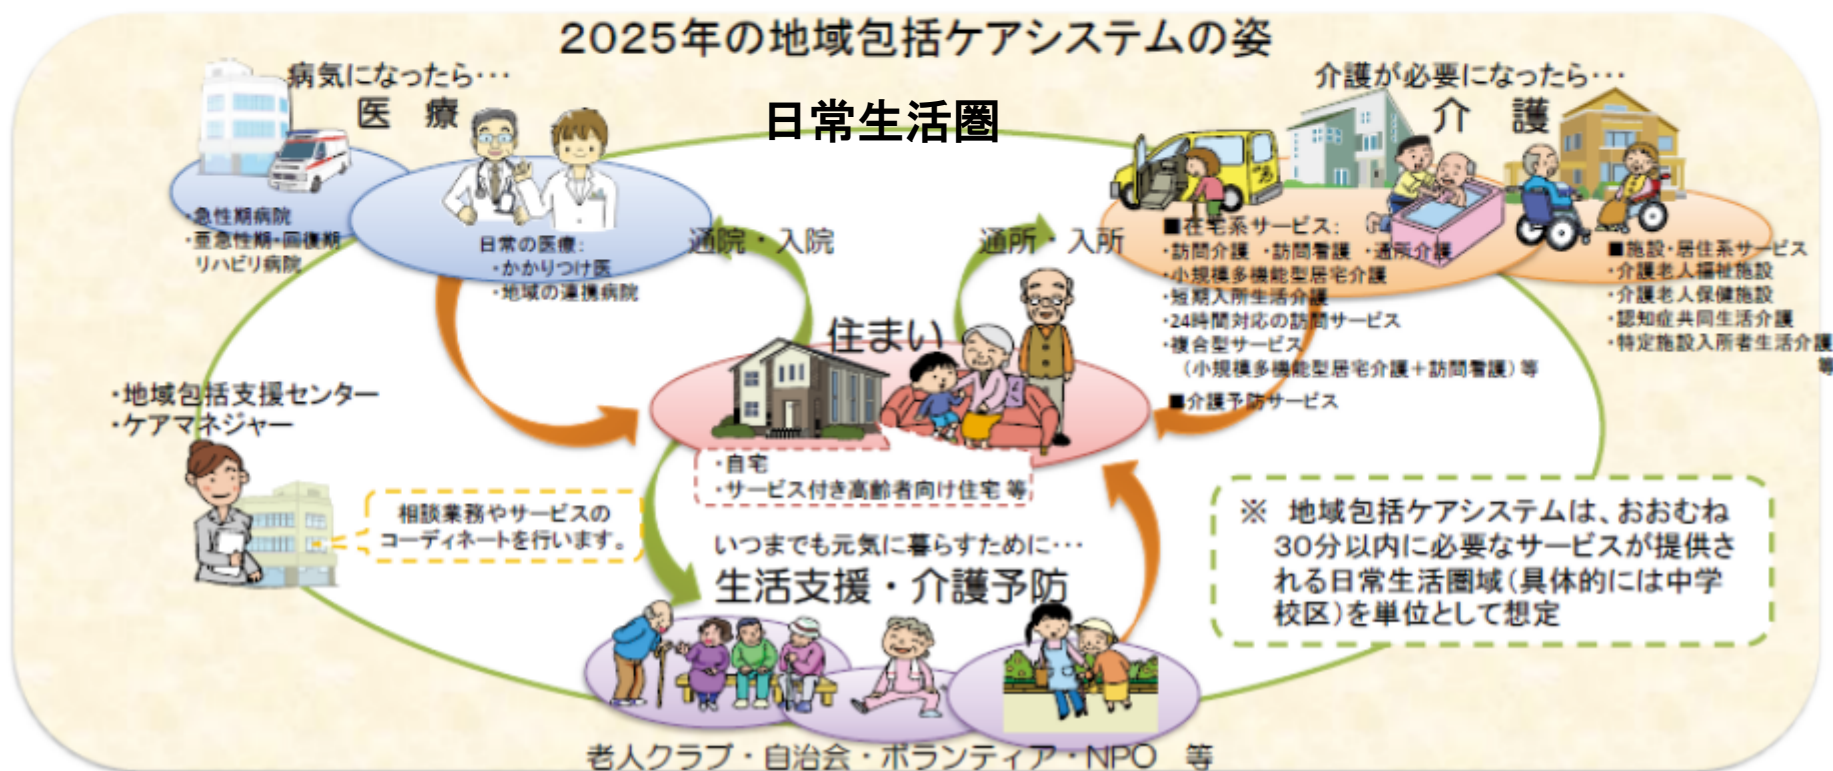 2025年の地域包括ケアシステムの姿
病気になったら･･･
医　療
日常生活圏
介護が必要になったら･･･
介　護
・急性期病院
・亜急性期・回復期
リハビリ病院
日常の医療：
・かかりつけ医
・地域の連携病院
通院・入院
通所・入所
■在宅系サービス：
・訪問介護　・訪問看護　・通所介護
・小規模多機能型居宅介護
・短期入所生活介護
・24時間対応の訪問サービス
・複合型サービス
（小規模多機能型居宅介護＋訪問看護）等
■介護予防サービス
■施設・居住系サービス
・介護老人福祉施設
・介護老人保健施設
・認知症共同生活介護
・特定施設入所者生活介護
等
住まい
・自宅
・サービス付き高齢者向け住宅 等
・地域包括支援センター
・ケアマネジャー
相談業務やサービスの
コーディネートを行います。
いつまでも元気に暮らすために･･･
生活支援・介護予防
※　地域包括ケアシステムは、おおむね
30分以内に必要なサービスが提供さ
れる日常生活圏域（具体的には中学
校区）を単位として想定
老人クラブ・自治会・ボランティア・NPO　等